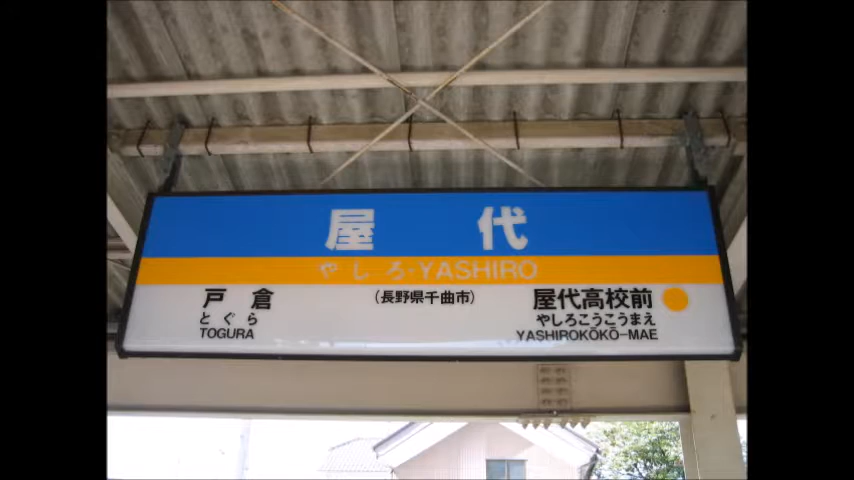 屋代
やしろ・YASHIRO
(長野県千曲市)
戸倉
とぐら
TOGURA
屋代高校前
やしろこうこうまえ
YASHIROKŌKŌ-MAE